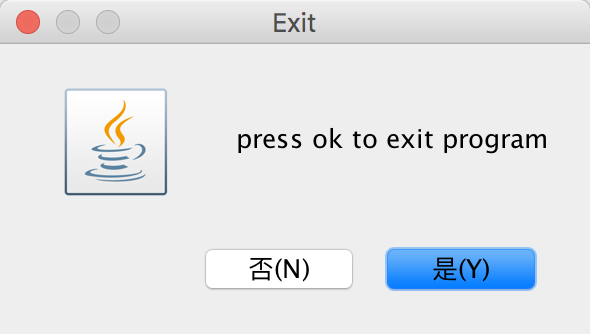 Exit
press ok to exit program
否(N)
是(Y)